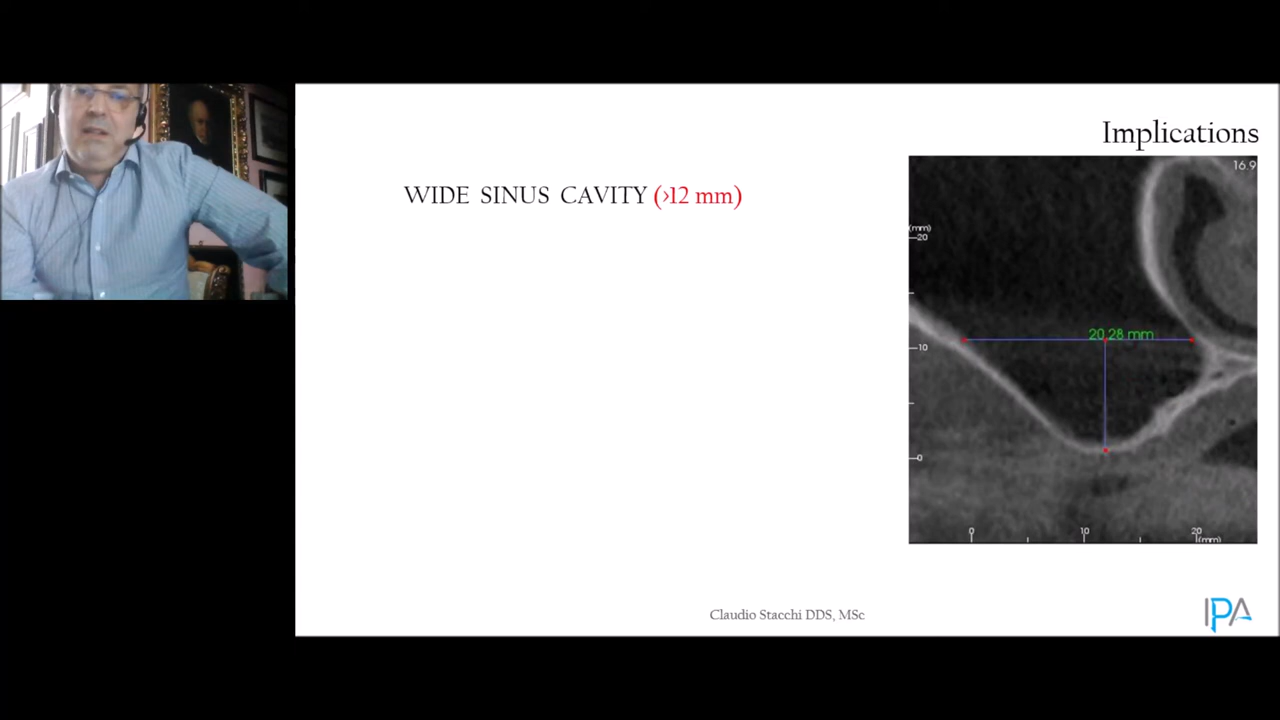 Implications
16.9
WIDE SINUS CAVITY (>12 mm)
(mm)
20
20.28 mm
10
0
0 10 20
(mm)
Claudio Stacchi DDS, MSc
IPA